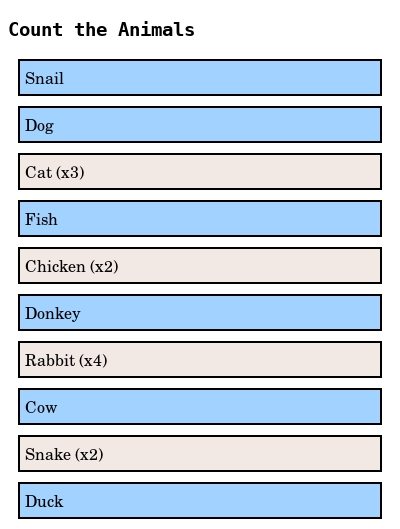 Count the Animals
Snail
Dog
Cat (x3)
Fish
Chicken (x2)
Donkey
Rabbit (x4)
Cow
Snake (x2)
Duck